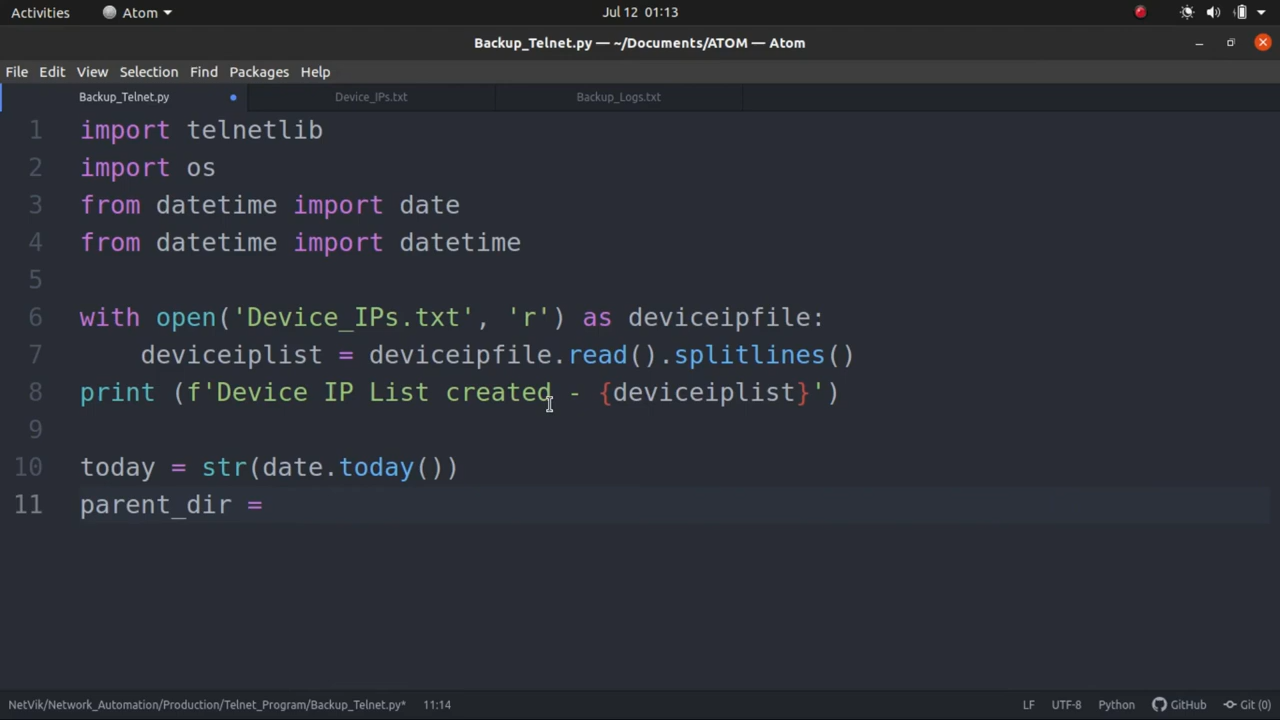 Activities Atom Jul 12 01:13
Backup_Telnet.py — ~/Documents/ATOM — Atom
File Edit View Selection Find Packages Help
Backup_Telnet.py Device_IPs.txt Backup_Logs.txt
1 import telnetlib
2 import os
3 from datetime import date
4 from datetime import datetime
5
6 with open('Device_IPs.txt', 'r') as deviceipfile:
7     deviceiplist = deviceipfile.read().splitlines()
8 print (f'Device IP List created - {deviceiplist}')
9
10 today = str(date.today())
11 parent_dir =
NetVik/Network_Automation/Production/Telnet_Program/Backup_Telnet.py* 11:14 LF UTF-8 Python GitHub Git (0)